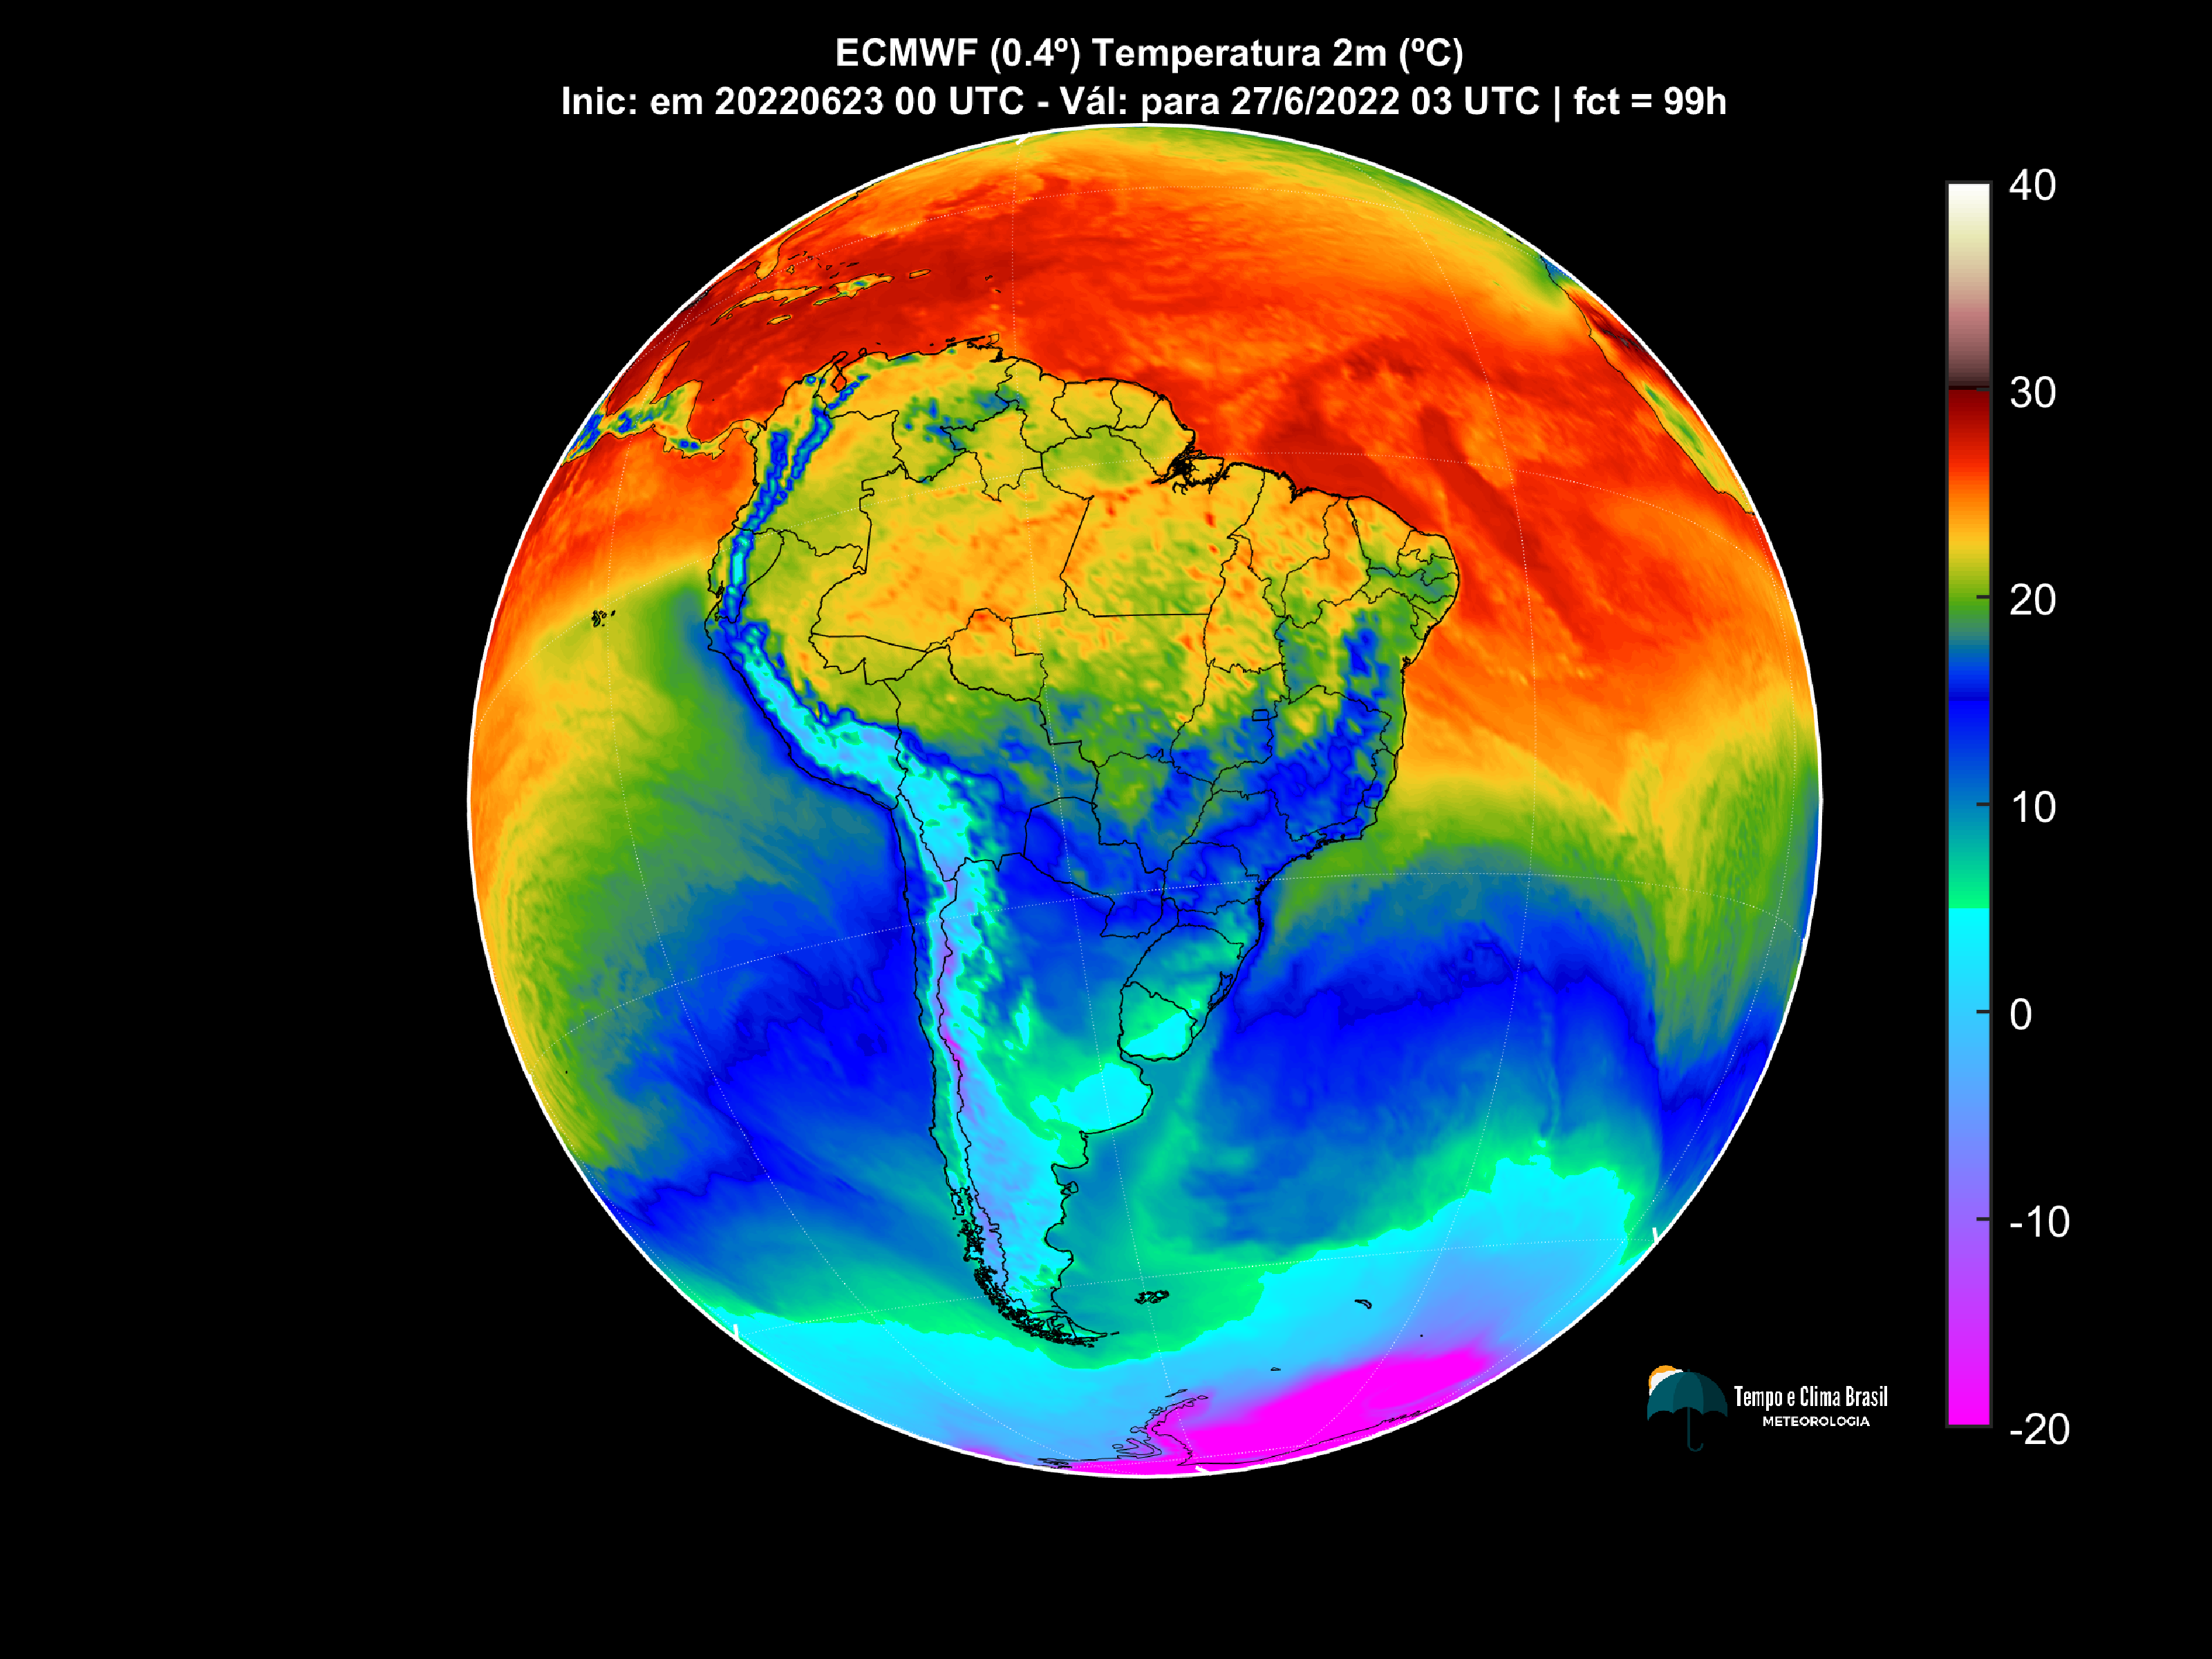 ECMWF (0.4º) Temperatura 2m (ºC)
Inic: em 20220623 00 UTC - Vál: para 27/6/2022 03 UTC | fct = 99h
40
30
20
10
0
-10
-20
Tempo e Clima Brasil
METEOROLOGIA